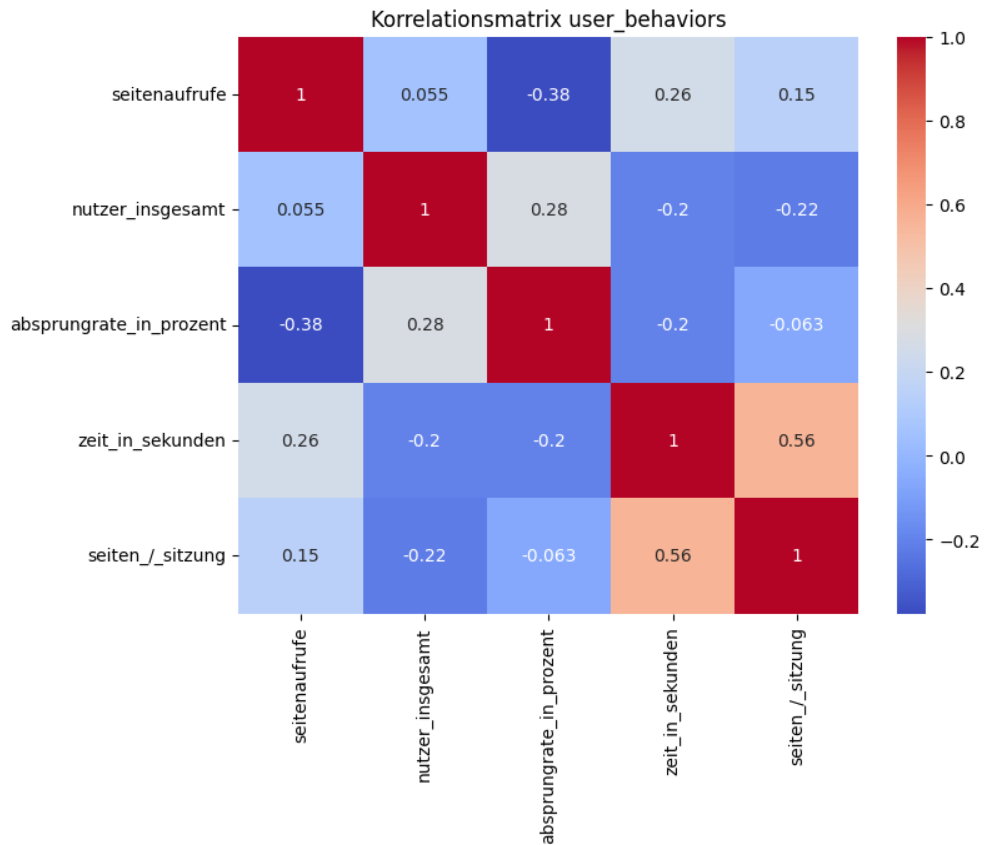 Korrelationsmatrix user_behaviors
seitenaufrufe 1 0.055 -0.38 0.26 0.15
nutzer_insgesamt 0.055 1 0.28 -0.2 -0.22
absprungrate_in_prozent -0.38 0.28 1 -0.2 -0.063
zeit_in_sekunden 0.26 -0.2 -0.2 1 0.56
seiten_/_sitzung 0.15 -0.22 -0.063 0.56 1
seitenaufrufe
nutzer_insgesamt
absprungrate_in_prozent
zeit_in_sekunden
seiten_/_sitzung
1.0
0.8
0.6
0.4
0.2
0.0
−0.2